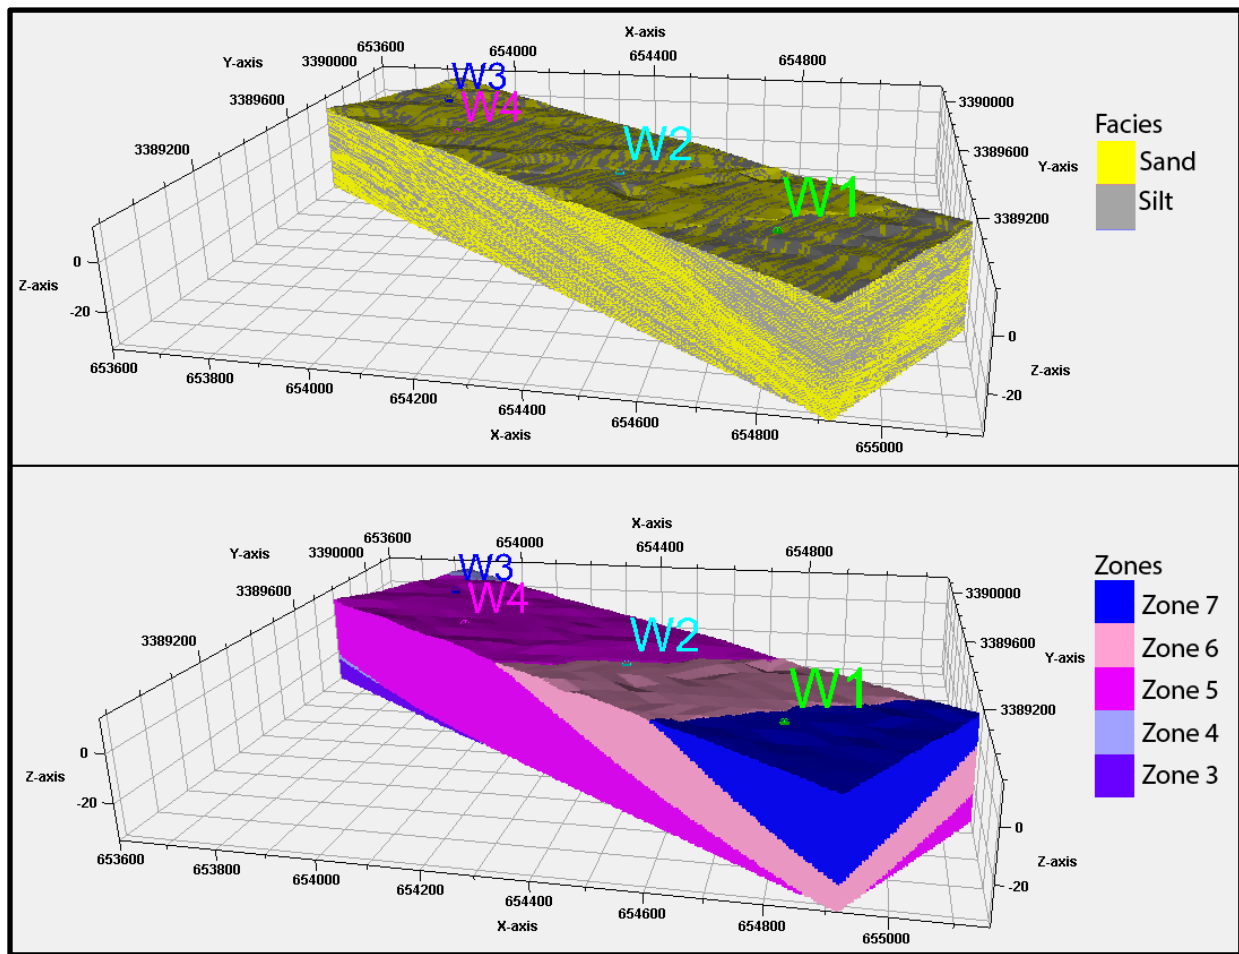 X-axis
653600
654000
654400
654800
Y-axis
3390000
3389600
3389200
W3
W4
W2
W1
3390000
3389600
Y-axis
3389200
0
Z-axis
-20
0
Z-axis
-20
653600
653800
654000
654200
654400
654600
654800
655000
X-axis
Facies
Sand
Silt
X-axis
653600
654000
654400
654800
Y-axis
3390000
3389600
3389200
W3
W4
W2
W1
3390000
3389600
Y-axis
3389200
0
Z-axis
-20
0
Z-axis
-20
653600
653800
654000
654200
654400
654600
654800
655000
X-axis
Zones
Zone 7
Zone 6
Zone 5
Zone 4
Zone 3